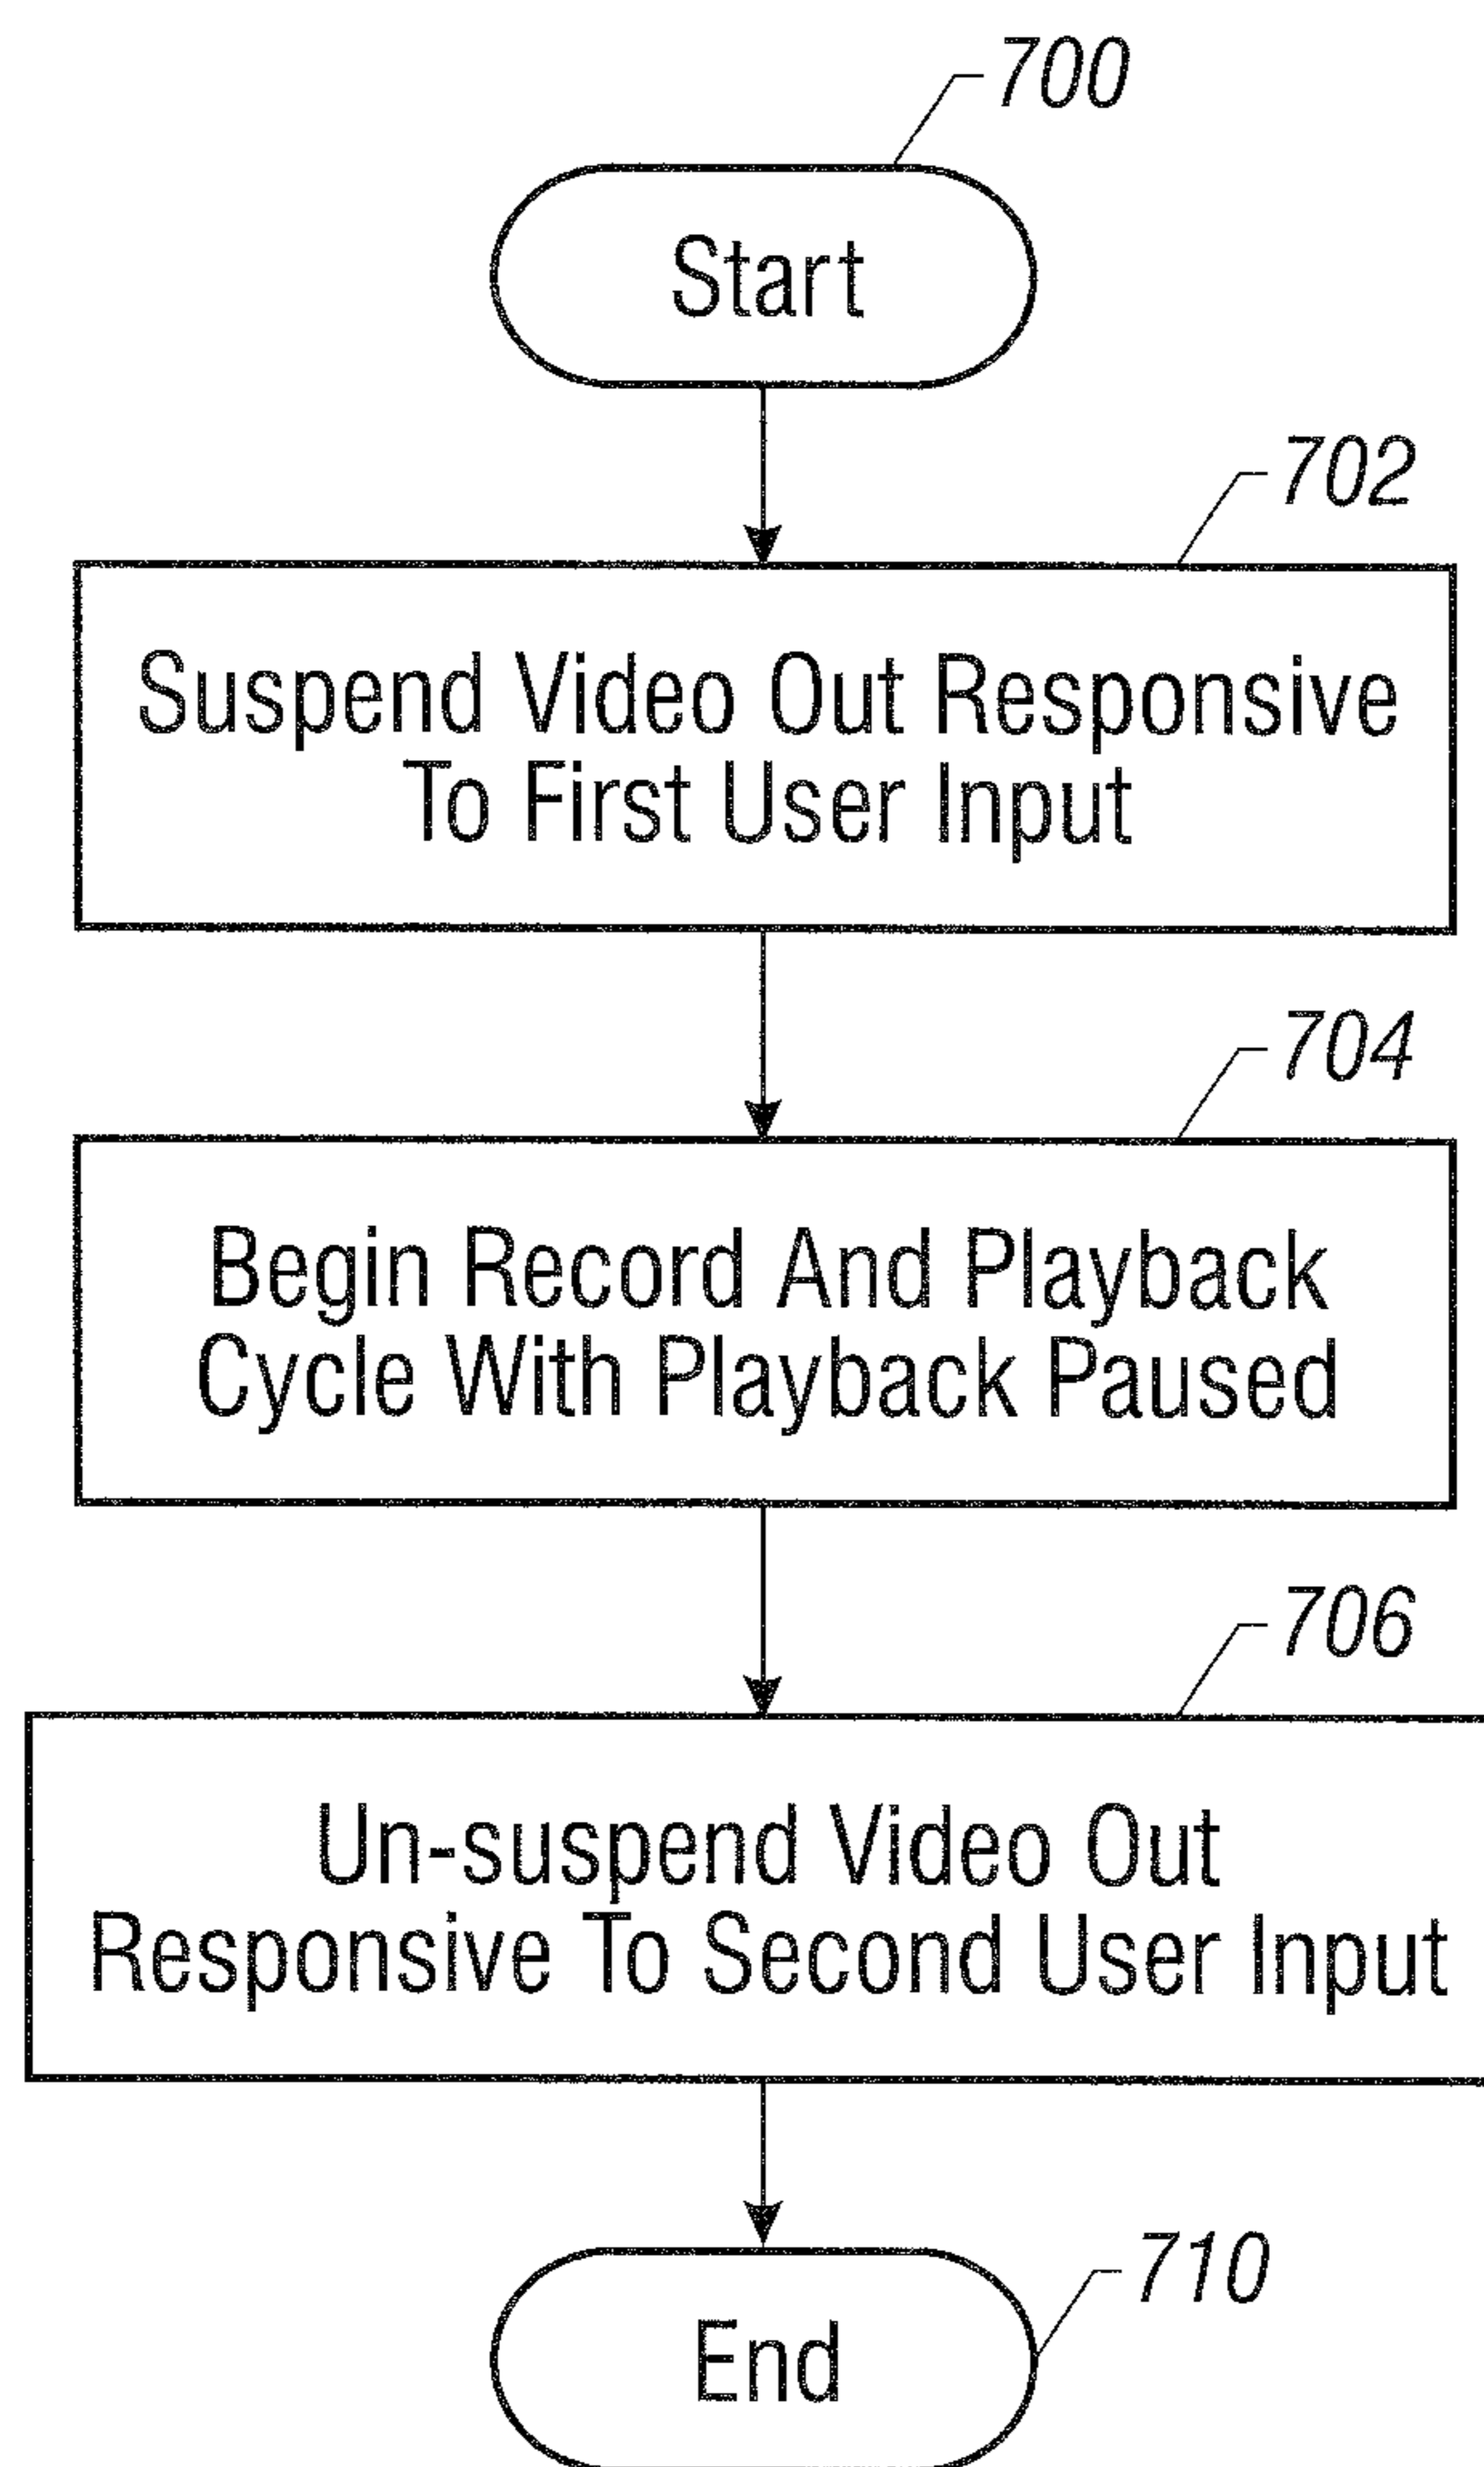 700
Start
702
Suspend Video Out Responsive
To First User Input
704
Begin Record And Playback
Cycle With Playback Paused
706
Un-suspend Video Out
Responsive To Second User Input
710
End